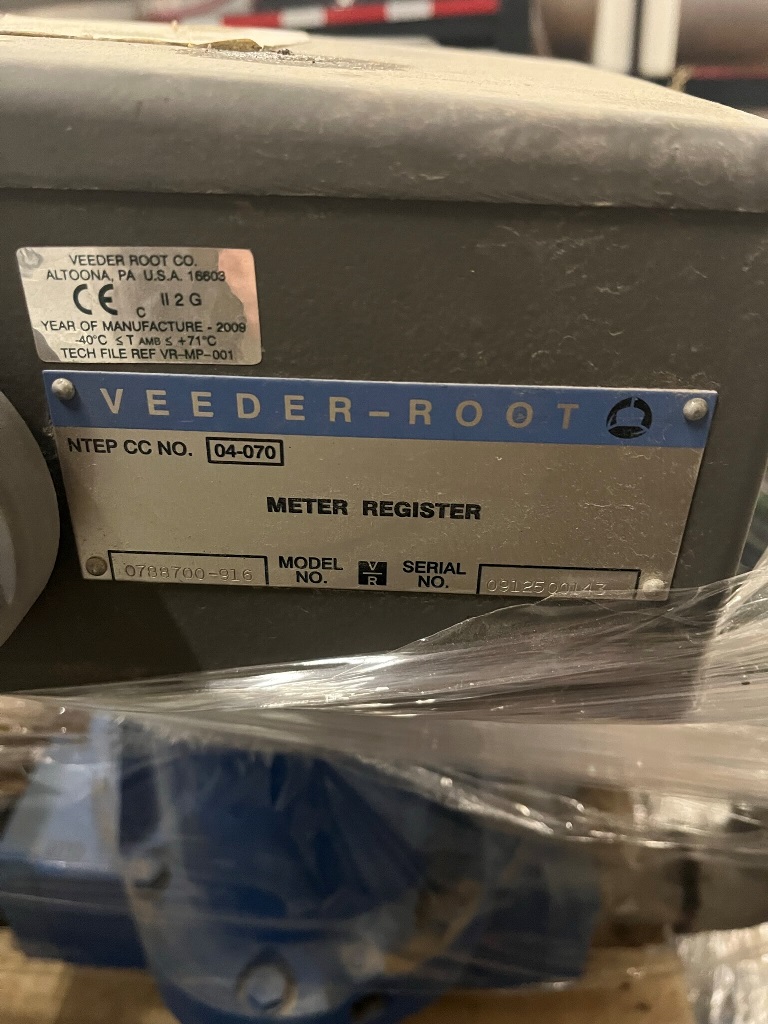 VEEDER ROOT CO.
ALTOONA, PA U.S.A. 16603
CE C II 2 G
YEAR OF MANUFACTURE - 2009
-40°C ≤ T AMB ≤ +71°C
TECH FILE REF VR-MP-001
VEEDER-ROOT
NTEP CC NO. 04-070
METER REGISTER
0788700-916 MODEL NO. VR SERIAL NO. 0912500143